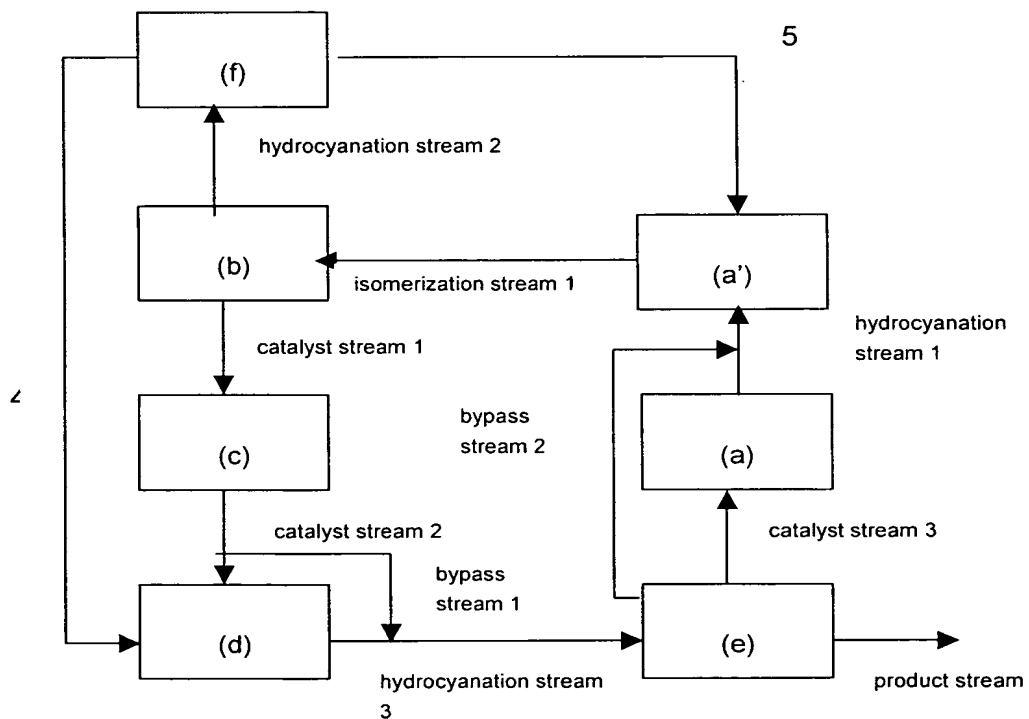 5
(f)
hydrocyanation stream 2
(b)
isomerization stream 1
(a')
hydrocyanation
stream 1
catalyst stream 1
bypass
stream 2
(c)
(a)
catalyst stream 2
catalyst stream 3
bypass
stream 1
(d)
(e)
hydrocyanation stream
3
product stream